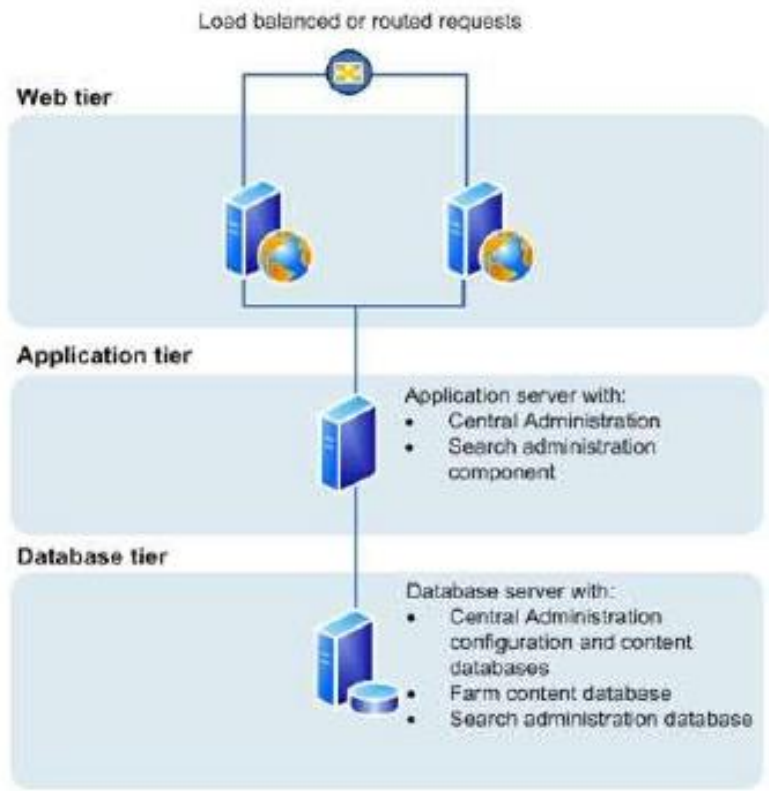 Load balanced or routed requests
Web tier
Application tier
Application server with:
• Central Administration
• Search administration
component
Database tier
Database server with:
• Central Administration
configuration and content
databases
• Farm content database
• Search administration database